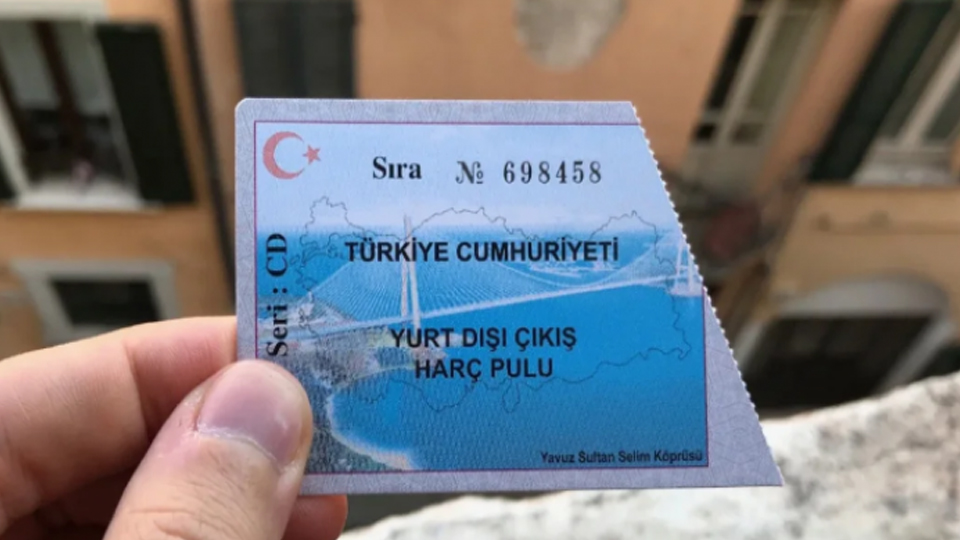 Sıra № 698458
Seri : CD
TÜRKİYE CUMHURİYETİ
YURT DIŞI ÇIKIŞ
HARÇ PULU
Yavuz Sultan Selim Köprüsü